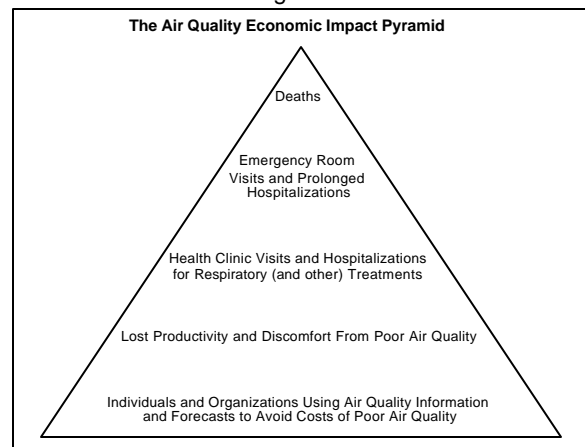 The Air Quality Economic Impact Pyramid
Deaths
Emergency Room
Visits and Prolonged
Hospitalizations
Health Clinic Visits and Hospitalizations
for Respiratory (and other) Treatments
Lost Productivity and Discomfort From Poor Air Quality
Individuals and Organizations Using Air Quality Information
and Forecasts to Avoid Costs of Poor Air Quality